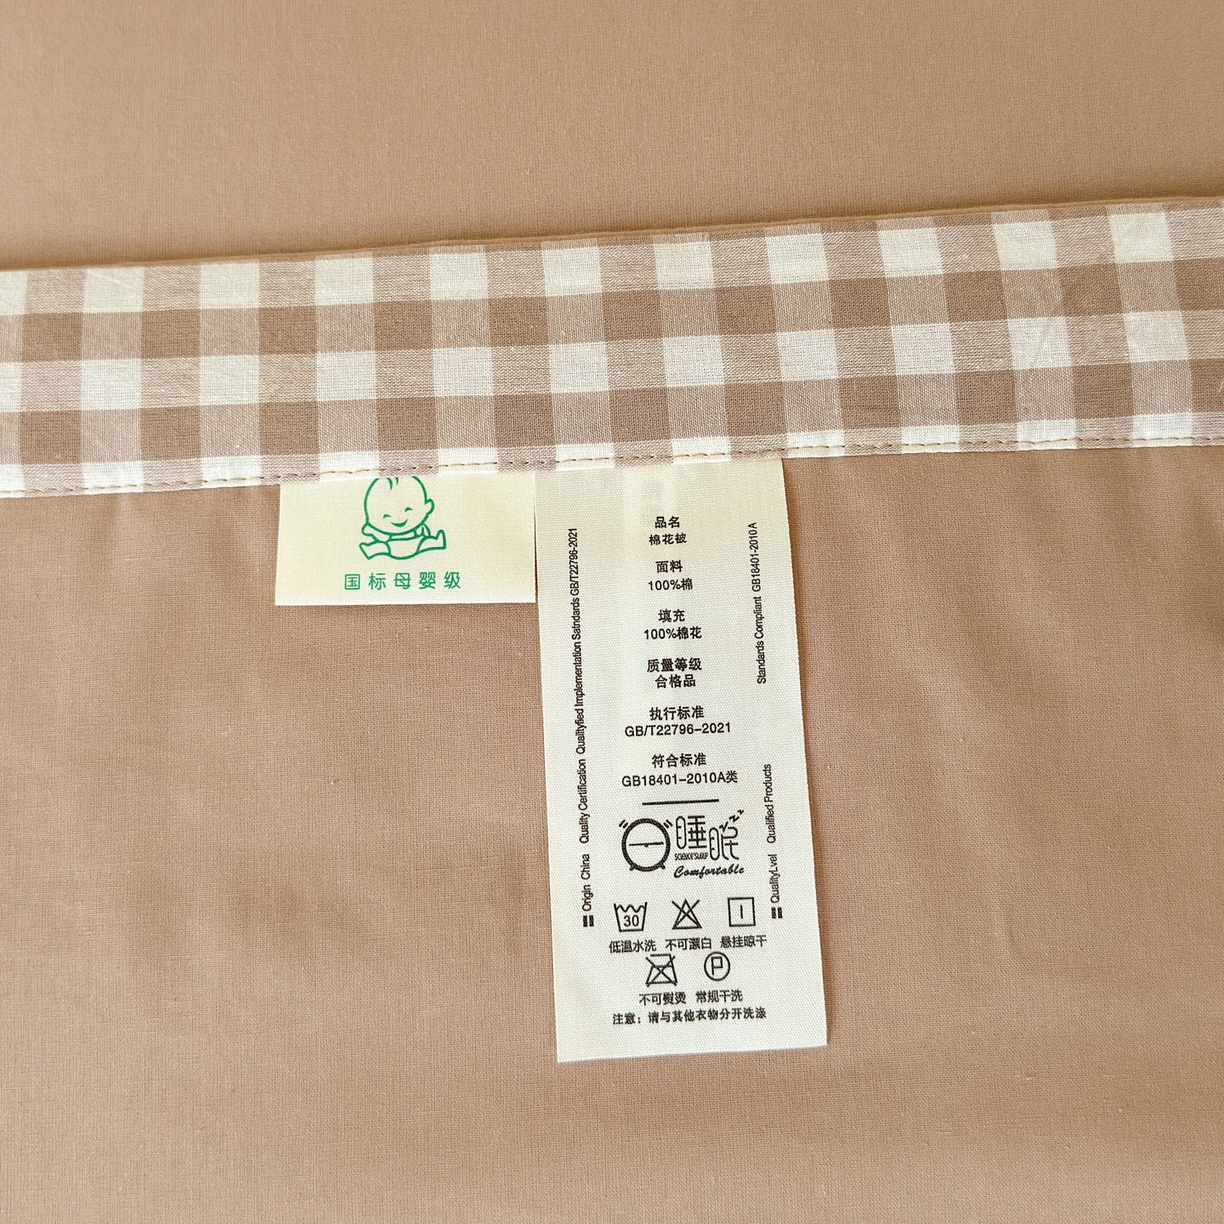 国标母婴级
品名
棉花被
面料
100%棉
填充
100%棉花
质量等级
合格品
执行标准
GB/T22796-2021
符合标准
GB18401-2010A类
睡眠
SCIENCE SLEEP
Comfortable
30
低温水洗 不可漂白 悬挂晾干
P
不可熨烫 常规干洗
注意：请与其他衣物分开洗涤
Origin China Quality Certification Qualityfied Implementation Satndards GB/T22796-2021
QualityLvel Qualified Products Standards Compliant GB18401-2010A